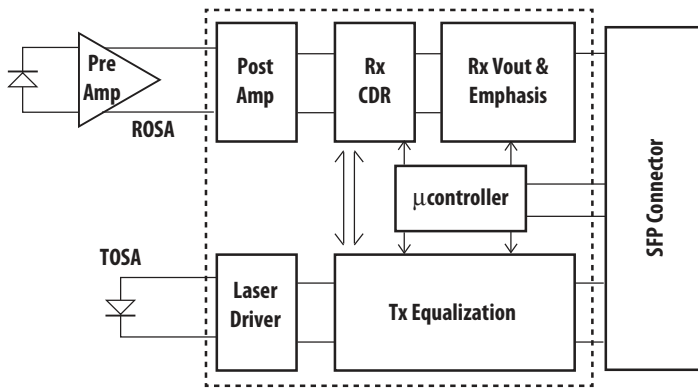 Pre
Amp
ROSA
Post
Amp
Rx
CDR
Rx Vout &
Emphasis
μcontroller
SFP Connector
TOSA
Laser
Driver
Tx Equalization